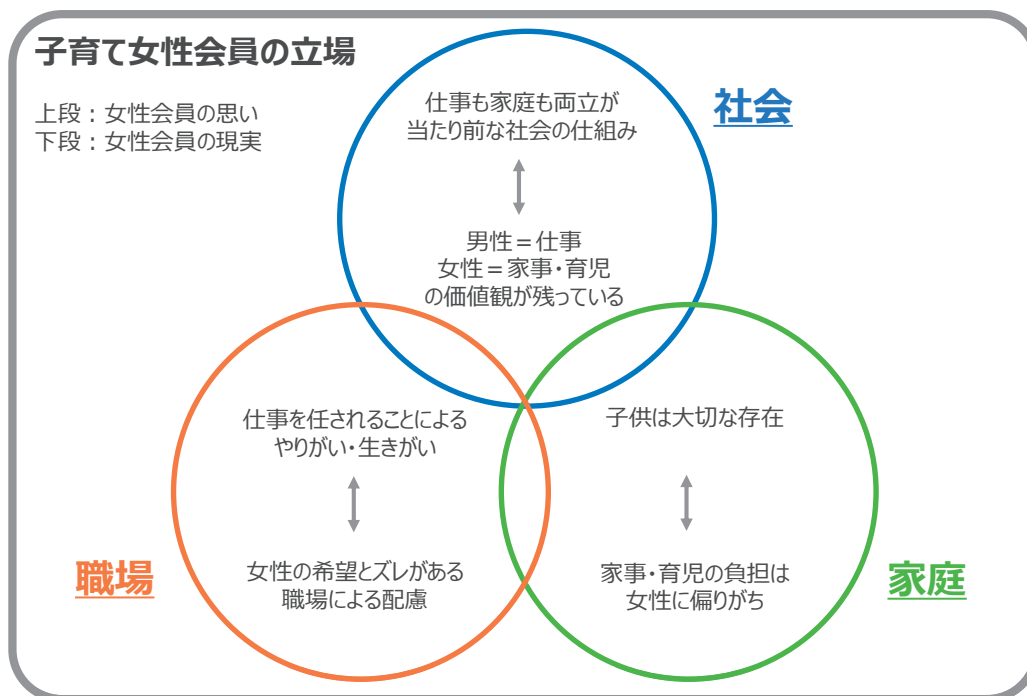 子育て女性会員の立場
上段：女性会員の思い
下段：女性会員の現実
社会
仕事も家庭も両立が
当たり前な社会の仕組み
男性＝仕事
女性＝家事・育児
の価値観が残っている
職場
仕事を任されることによる
やりがい・生きがい
女性の希望とズレがある
職場による配慮
家庭
子供は大切な存在
家事・育児の負担は
女性に偏りがち